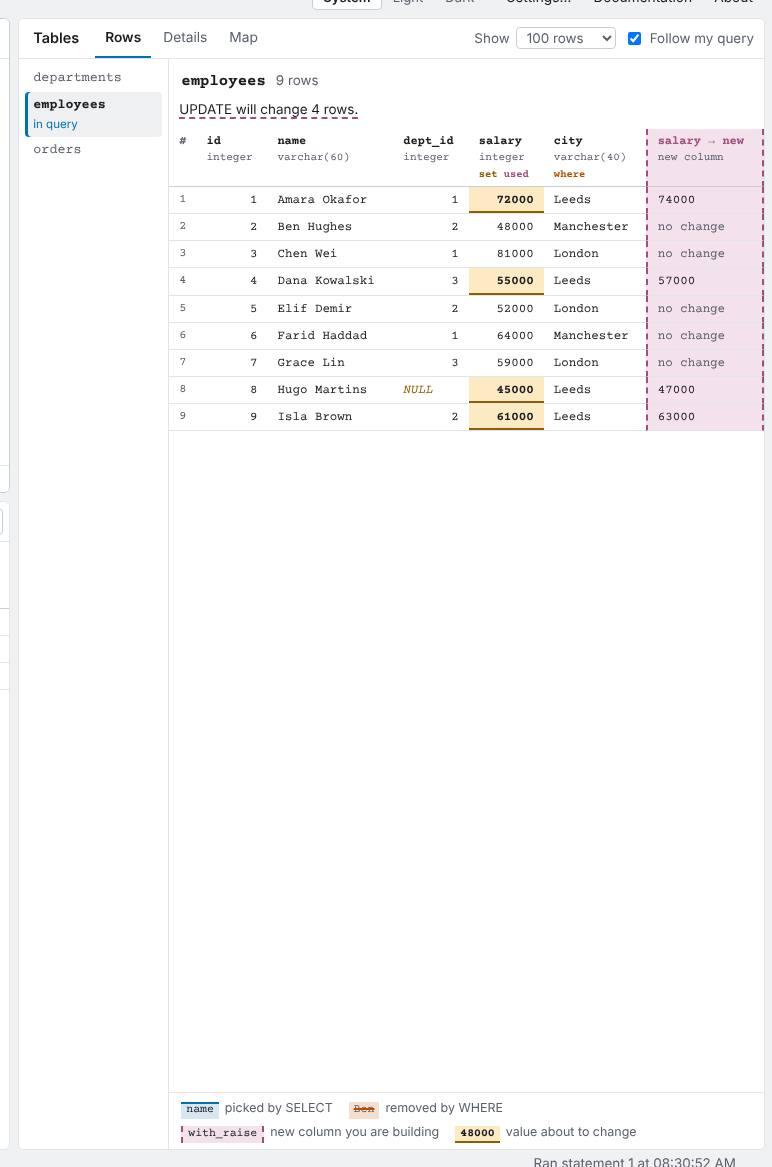 System Light Dark Settings... Documentation About
Tables Rows Details Map Show 100 rows Follow my query
departments
employees
in query
orders
employees 9 rows
UPDATE will change 4 rows.
# id name dept_id salary city salary → new
integer varchar(60) integer integer varchar(40) new column
set used where
1 1 Amara Okafor 1 72000 Leeds 74000
2 2 Ben Hughes 2 48000 Manchester no change
3 3 Chen Wei 1 81000 London no change
4 4 Dana Kowalski 3 55000 Leeds 57000
5 5 Elif Demir 2 52000 London no change
6 6 Farid Haddad 1 64000 Manchester no change
7 7 Grace Lin 3 59000 London no change
8 8 Hugo Martins NULL 45000 Leeds 47000
9 9 Isla Brown 2 61000 Leeds 63000
name picked by SELECT Ben removed by WHERE
with_raise new column you are building 48000 value about to change
Ran statement 1 at 08:30:52 AM